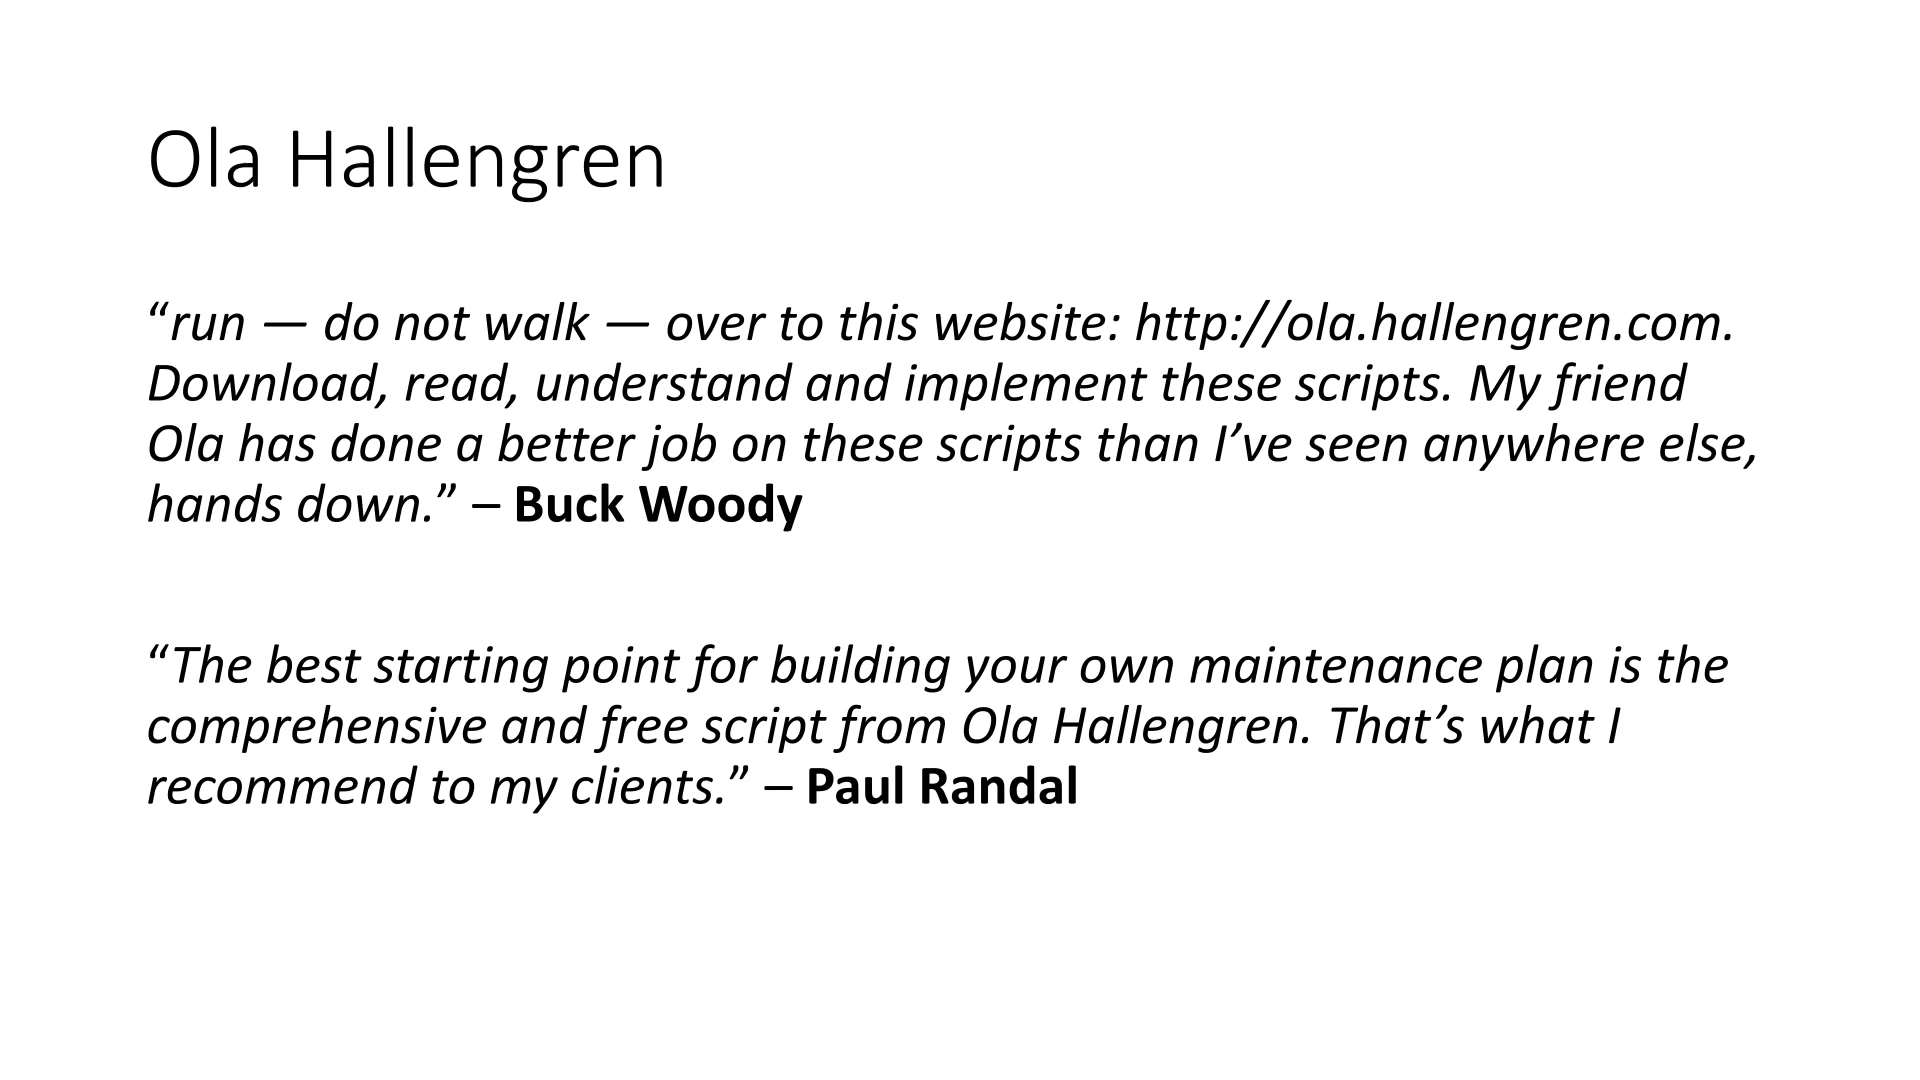 Ola Hallengren
“run — do not walk — over to this website: http://ola.hallengren.com.
Download, read, understand and implement these scripts. My friend
Ola has done a better job on these scripts than I’ve seen anywhere else,
hands down.” – Buck Woody
“The best starting point for building your own maintenance plan is the
comprehensive and free script from Ola Hallengren. That’s what I
recommend to my clients.” – Paul Randal